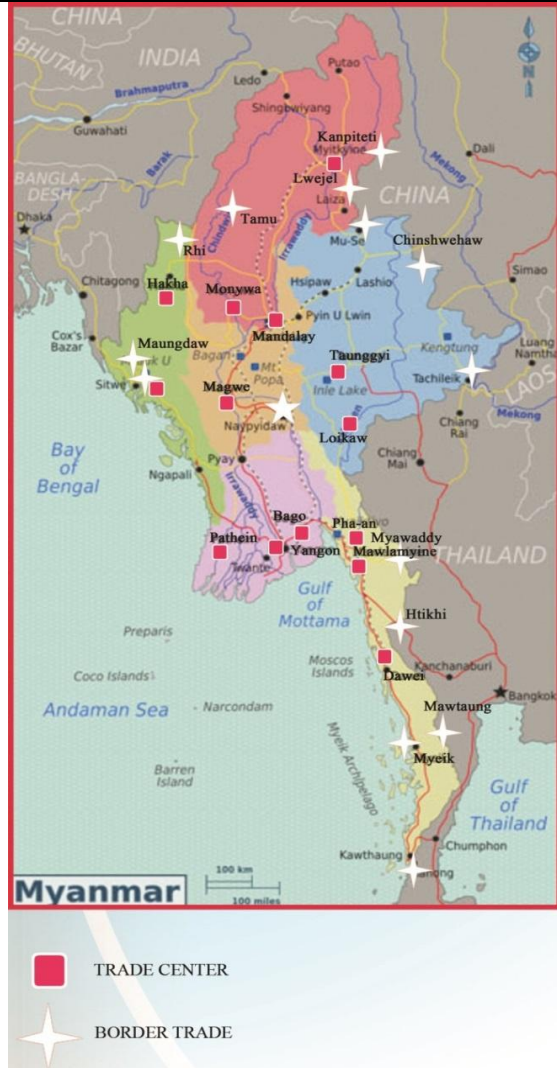 CHINA
INDIA
BHUTAN
Brahmaputra
Guwahati
Ledo
Putao
Shingbwiyang
Dali
Mekong
Barak
BANGLA-
DESH
Dhaka
Kanpiteti
Myitkyina
Lwejel
Laiza
CHINA
Tamu
Irrawaddy
Rhi
Mu-Se
Chinshwehaw
Simao
Chitagong
Hakha
Monywa
Hsipaw
Lashio
Pyin U Lwin
Mandalay
Cox's
Bazar
Maungdaw
Bagan
Mt
Popa
Taunggyi
Kengtung
Luang
Namtha
LAOS
Sitwe
Magwe
Inle Lake
Tachileik
Mekong
Naypyidaw
Loikaw
Chiang
Rai
Chiang
Mai
Bay
of
Bengal
Ngapali
Pyay
Irrawaddy
Bago
Pha-an
Myawaddy
Pathein
Yangon
Mawlamyine
THAILAND
Twante
Gulf
of
Mottama
Htikhi
Preparis
Moscos
Islands
Kanchanaburi
Coco Islands
Dawei
Bangkok
Andaman Sea
Narcondam
Mawtaung
Myeik
Myeik Archipelago
Barren
Island
Gulf
of
Thailand
Kawthaung
Chumphon
Myanmar
100 km
100 miles
TRADE CENTER
BORDER TRADE